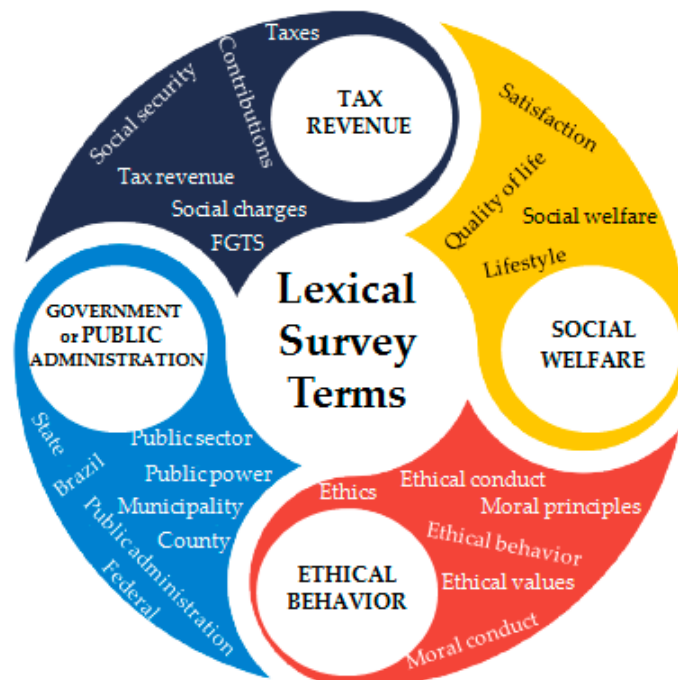 Taxes
Contributions
Social security
Tax revenue
Social charges
FGTS
TAX
REVENUE
Satisfaction
Quality of life
Social welfare
Lifestyle
SOCIAL
WELFARE
Lexical
Survey
Terms
GOVERNMENT
or PUBLIC
ADMINISTRATION
State
Brazil
Public sector
Public power
Municipality
County
Public administration
Federal
Ethics
Ethical conduct
Moral principles
Ethical behavior
Ethical values
Moral conduct
ETHICAL
BEHAVIOR